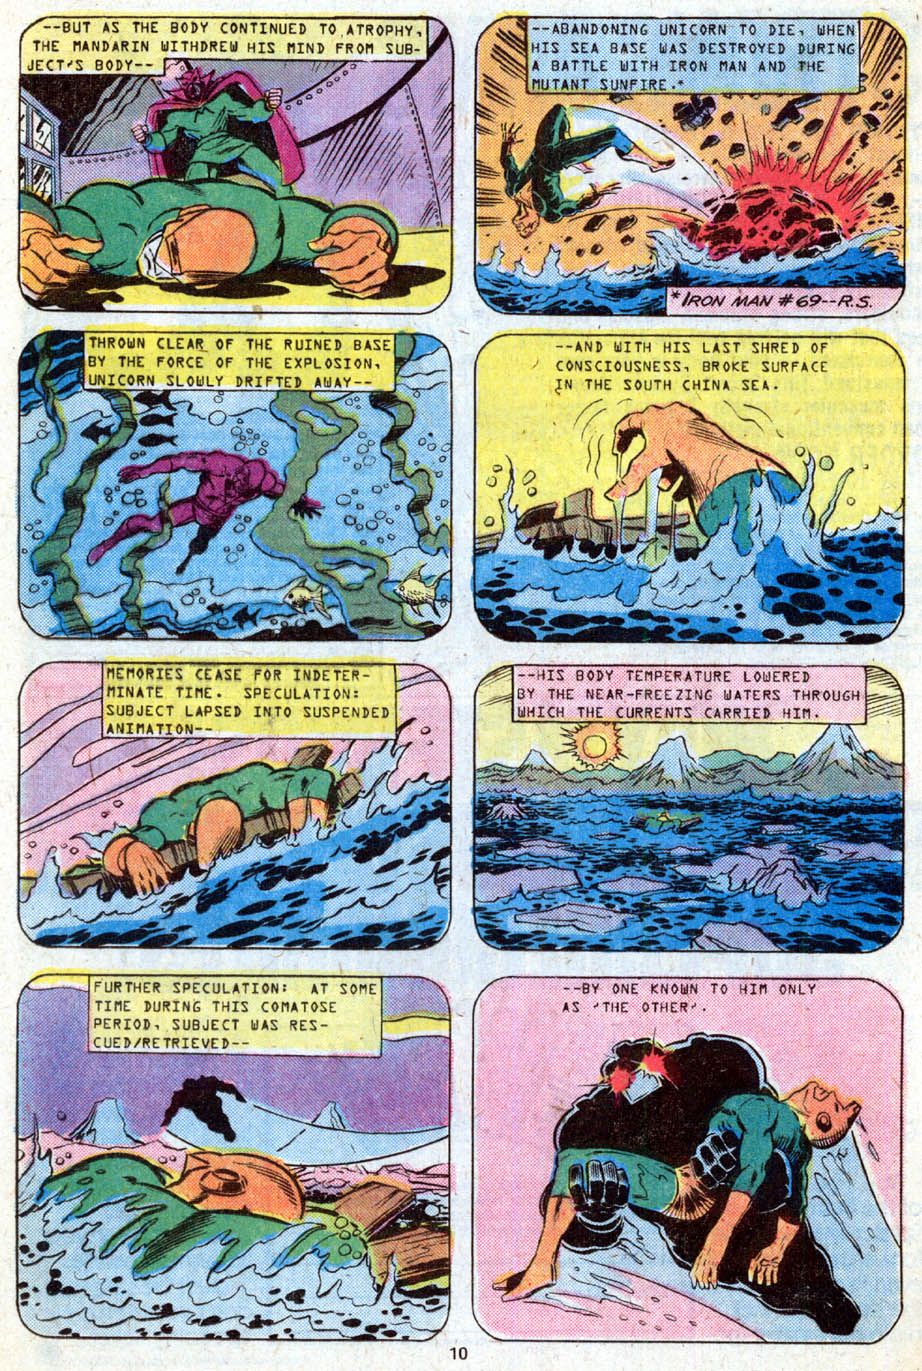 --BUT AS THE BODY CONTINUED TO ATROPHY,
THE MANDARIN WITHDREW HIS MIND FROM SUB-
JECT'S BODY--
--ABANDONING UNICORN TO DIE, WHEN
HIS SEA BASE WAS DESTROYED DURING
A BATTLE WITH IRON MAN AND THE
MUTANT SUNFIRE.*
*IRON MAN #69--R.S.
THROWN CLEAR OF THE RUINED BASE
BY THE FORCE OF THE EXPLOSION,
UNICORN SLOWLY DRIFTED AWAY--
--AND WITH HIS LAST SHRED OF
CONSCIOUSNESS, BROKE SURFACE
IN THE SOUTH CHINA SEA.
MEMORIES CEASE FOR INDETER-
MINATE TIME. SPECULATION:
SUBJECT LAPSED INTO SUSPENDED
ANIMATION--
--HIS BODY TEMPERATURE LOWERED
BY THE NEAR-FREEZING WATERS THROUGH
WHICH THE CURRENTS CARRIED HIM.
FURTHER SPECULATION: AT SOME
TIME DURING THIS COMATOSE
PERIOD, SUBJECT WAS RES-
CUED/RETRIEVED--
--BY ONE KNOWN TO HIM ONLY
AS 'THE OTHER'.
10